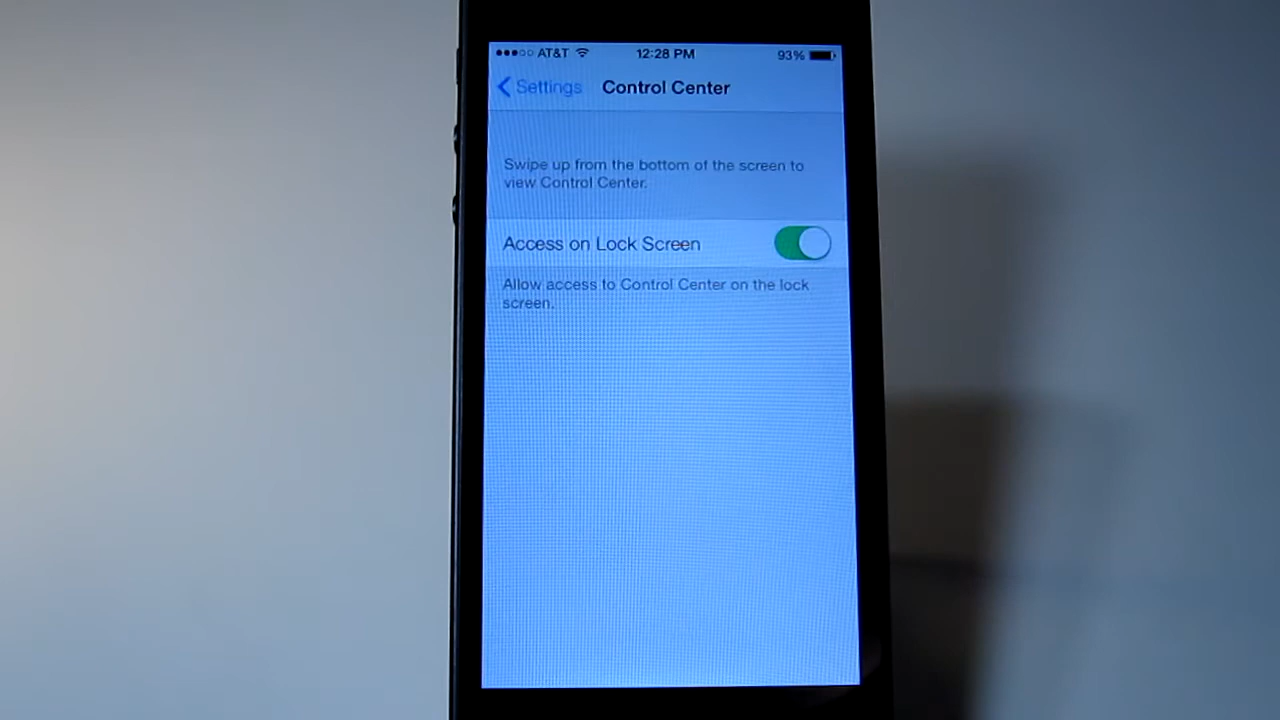 AT&T 12:28 PM 93%
Settings Control Center
Swipe up from the bottom of the screen to
view Control Center.
Access on Lock Screen
Allow access to Control Center on the lock
screen.